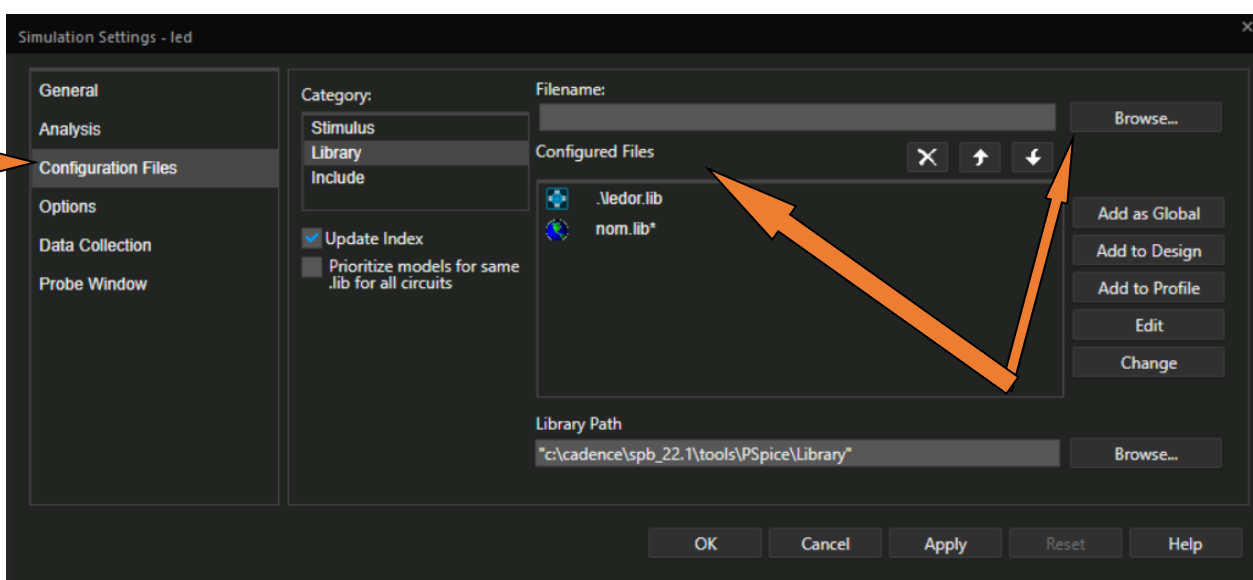 Simulation Settings - led
General
Analysis
Configuration Files
Options
Data Collection
Probe Window
Category:
Stimulus
Library
Include
Update Index
Prioritize models for same
.lib for all circuits
Filename:
Browse...
Configured Files
.\ledor.lib
nom.lib*
Add as Global
Add to Design
Add to Profile
Edit
Change
Library Path
"c:\cadence\spb_22.1\tools\PSpice\Library"
Browse...
OK
Cancel
Apply
Reset
Help